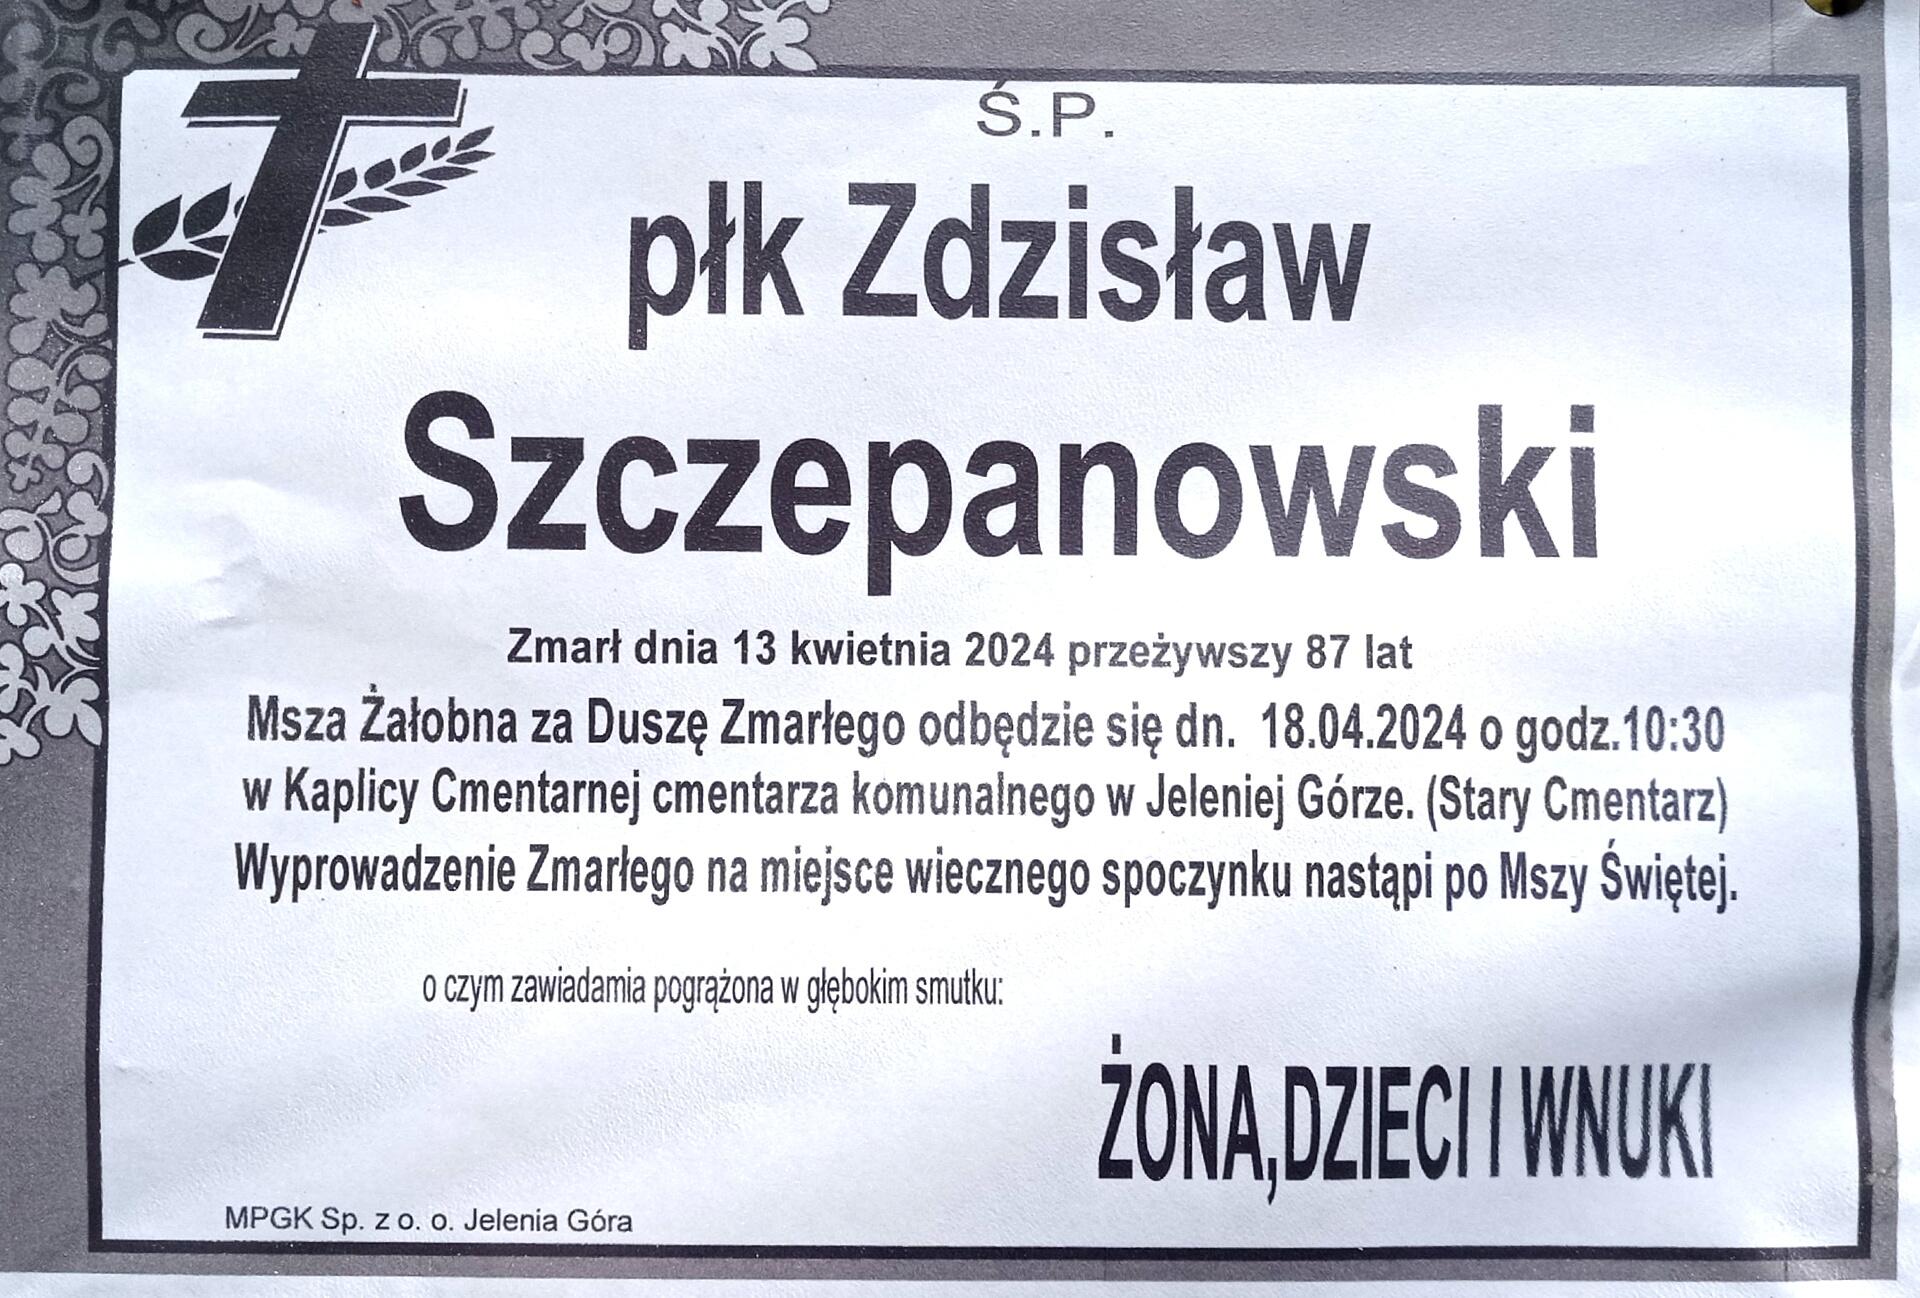 Ś.P.
płk Zdzisław
Szczepanowski
Zmarł dnia 13 kwietnia 2024 przeżywszy 87 lat
Msza Żałobna za Duszę Zmarłego odbędzie się dn. 18.04.2024 o godz.10:30
w Kaplicy Cmentarnej cmentarza komunalnego w Jeleniej Górze. (Stary Cmentarz)
Wyprowadzenie Zmarłego na miejsce wiecznego spoczynku nastąpi po Mszy Świętej.
o czym zawiadamia pogrążona w głębokim smutku:
ŻONA,DZIECI I WNUKI
MPGK Sp. z o. o. Jelenia Góra